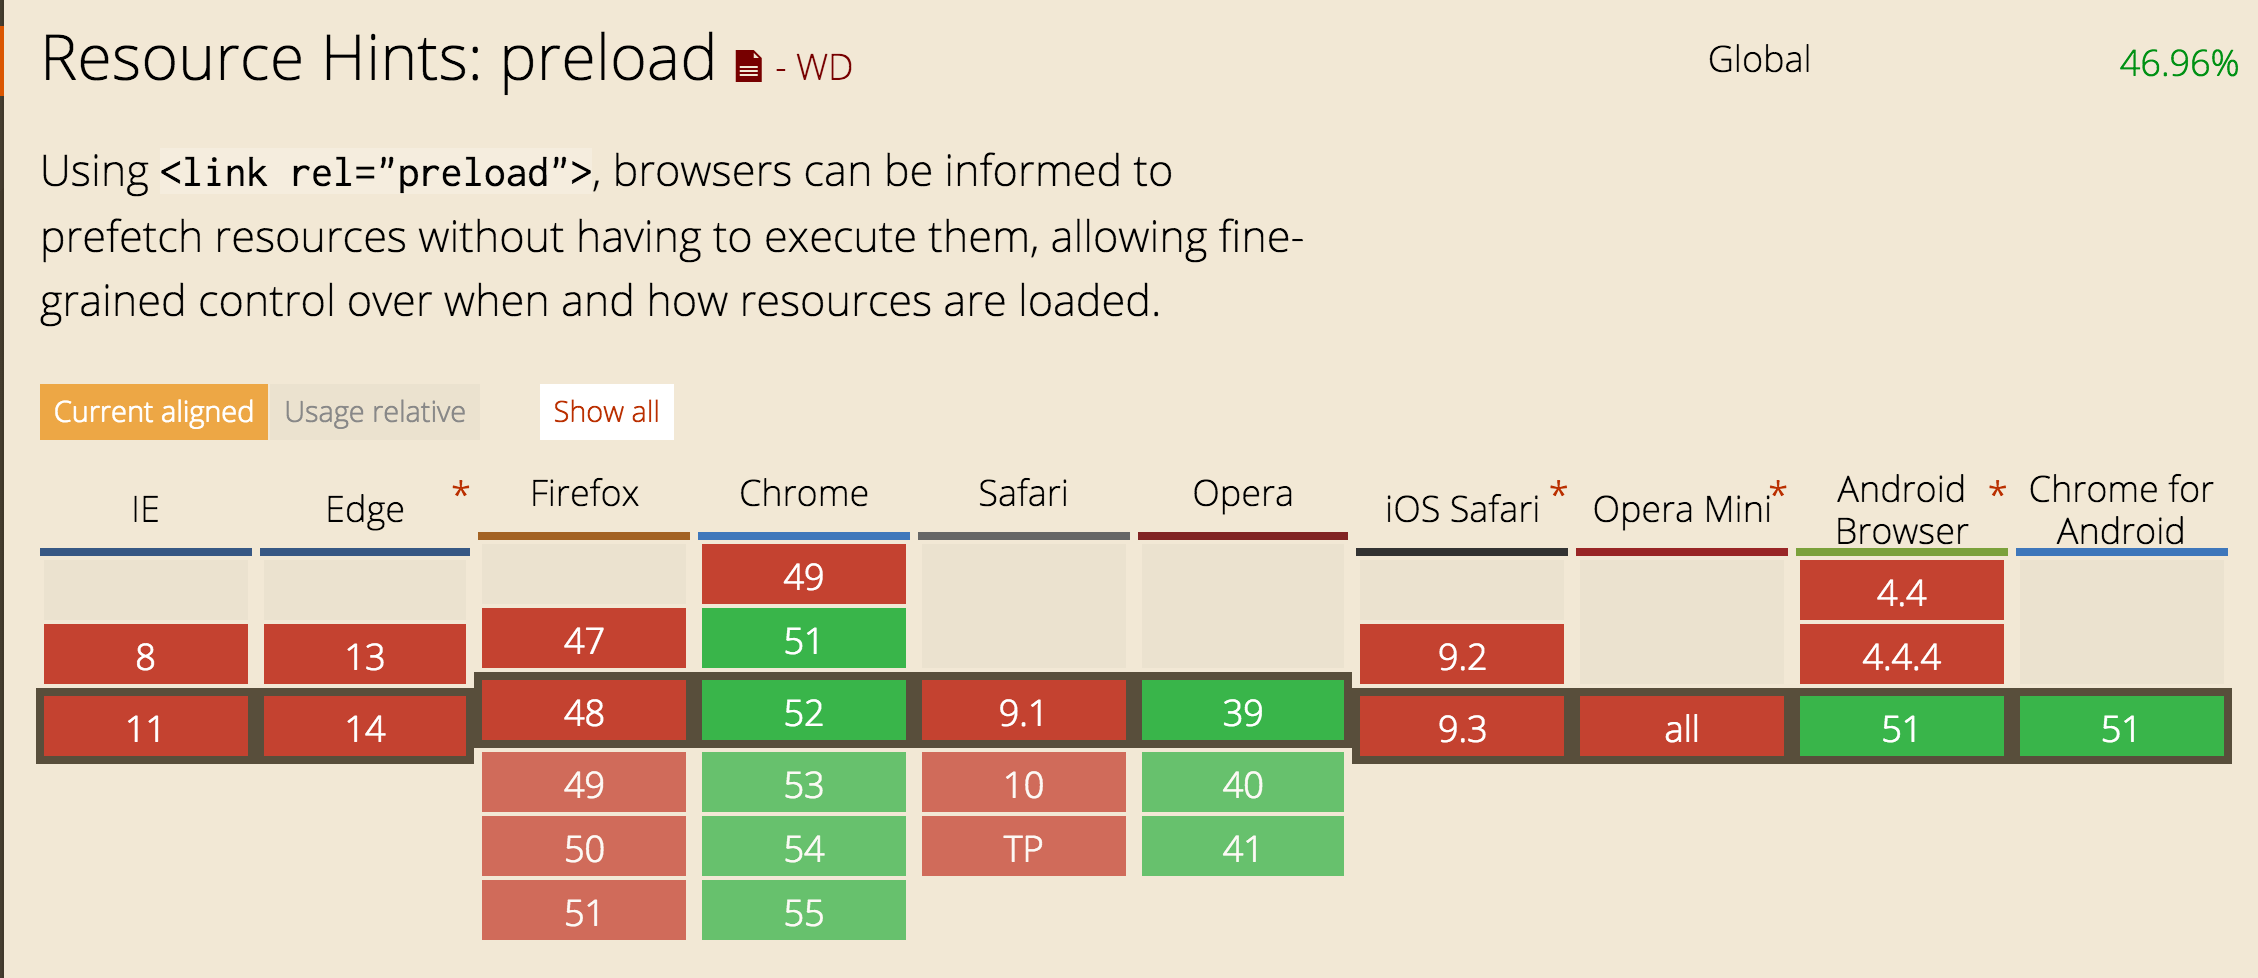 Resource Hints: preload - WD
Global 46.96%
Using <link rel="preload">, browsers can be informed to
prefetch resources without having to execute them, allowing fine-
grained control over when and how resources are loaded.
Current aligned Usage relative Show all
IE Edge * Firefox Chrome Safari Opera iOS Safari * Opera Mini * Android Browser * Chrome for Android
49 4.4
8 13 47 51 9.2 4.4.4
11 14 48 52 9.1 39 9.3 all 51 51
49 53 10 40
50 54 TP 41
51 55